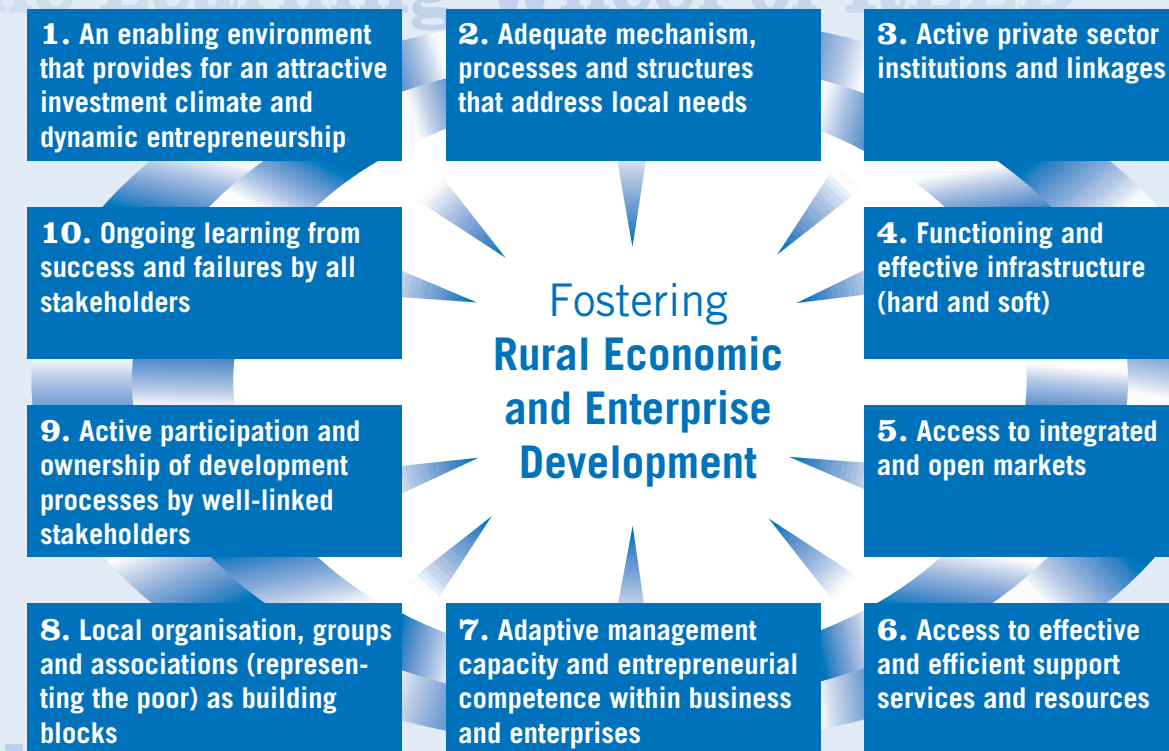 Learning Wheel of REED
1. An enabling environment
that provides for an attractive
investment climate and
dynamic entrepreneurship
2. Adequate mechanism,
processes and structures
that address local needs
3. Active private sector
institutions and linkages
10. Ongoing learning from
success and failures by all
stakeholders
Fostering
Rural Economic
and Enterprise
Development
4. Functioning and
effective infrastructure
(hard and soft)
9. Active participation and
ownership of development
processes by well-linked
stakeholders
5. Access to integrated
and open markets
8. Local organisation, groups
and associations (represen-
ting the poor) as building
blocks
7. Adaptive management
capacity and entrepreneurial
competence within business
and enterprises
6. Access to effective
and efficient support
services and resources